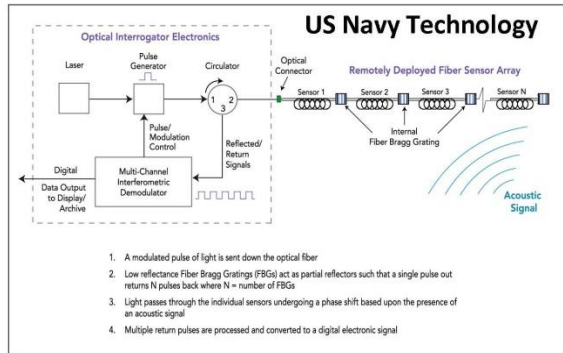 US Navy Technology
Optical Interrogator Electronics
Laser
Pulse
Generator
Circulator
1
2
3
Optical
Connector
Remotely Deployed Fiber Sensor Array
Sensor 1
Sensor 2
Sensor 3
Sensor N
Internal
Fiber Bragg Grating
Pulse/
Modulation
Control
Reflected/
Return
Signals
Digital
Data Output
to Display/
Archive
Multi-Channel
Interferometric
Demodulator
Acoustic
Signal
1. A modulated pulse of light is sent down the optical fiber
2. Low reflectance Fiber Bragg Gratings (FBGs) act as partial reflectors such that a single pulse out
returns N pulses back where N = number of FBGs
3. Light passes through the individual sensors undergoing a phase shift based upon the presence of
an acoustic signal
4. Multiple return pulses are processed and converted to a digital electronic signal